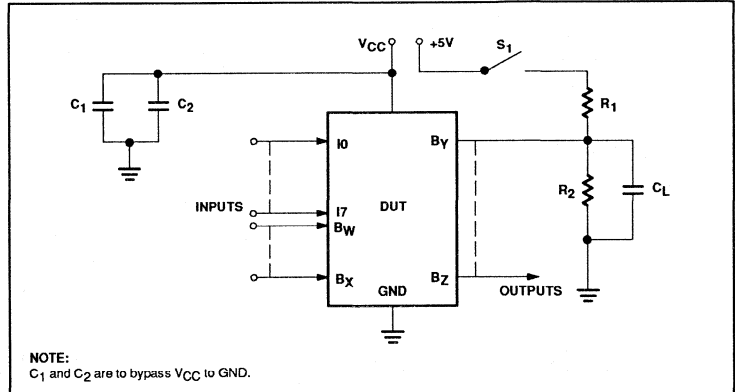 VCC +5V S1
C1 C2
R1
I0 BY
R2 CL
INPUTS I7 DUT
BW
BX BZ
GND OUTPUTS
NOTE:
C1 and C2 are to bypass VCC to GND.